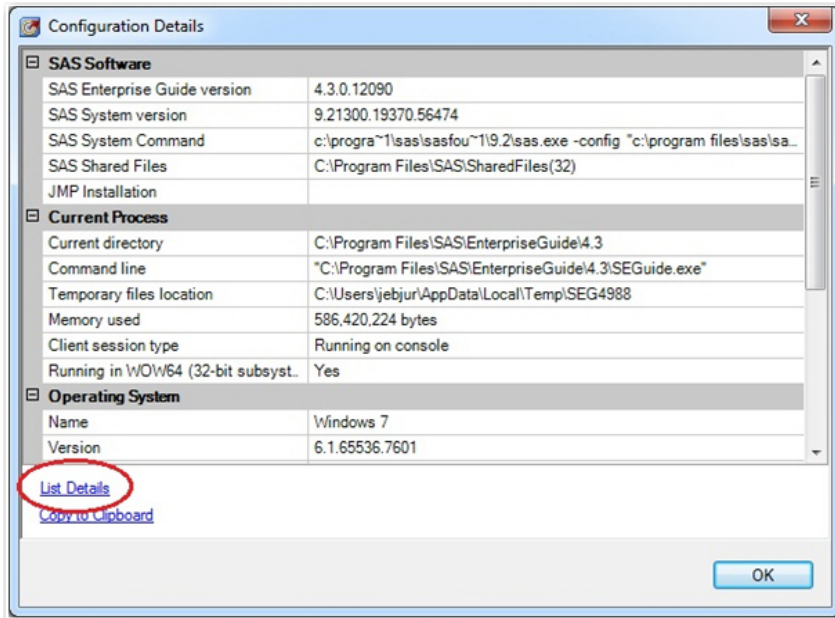 Configuration Details
SAS Software
SAS Enterprise Guide version 4.3.0.12090
SAS System version 9.21300.19370.56474
SAS System Command c:\progra~1\sas\sasfou~1\9.2\sas.exe -config "c:\program files\sas\sa...
SAS Shared Files C:\Program Files\SAS\SharedFiles(32)
JMP Installation
Current Process
Current directory C:\Program Files\SAS\EnterpriseGuide\4.3
Command line "C:\Program Files\SAS\EnterpriseGuide\4.3\SEGuide.exe"
Temporary files location C:\Users\jebjur\AppData\Local\Temp\SEG4988
Memory used 586,420,224 bytes
Client session type Running on console
Running in WOW64 (32-bit subsyst... Yes
Operating System
Name Windows 7
Version 6.1.65536.7601
List Details
Copy to Clipboard
OK